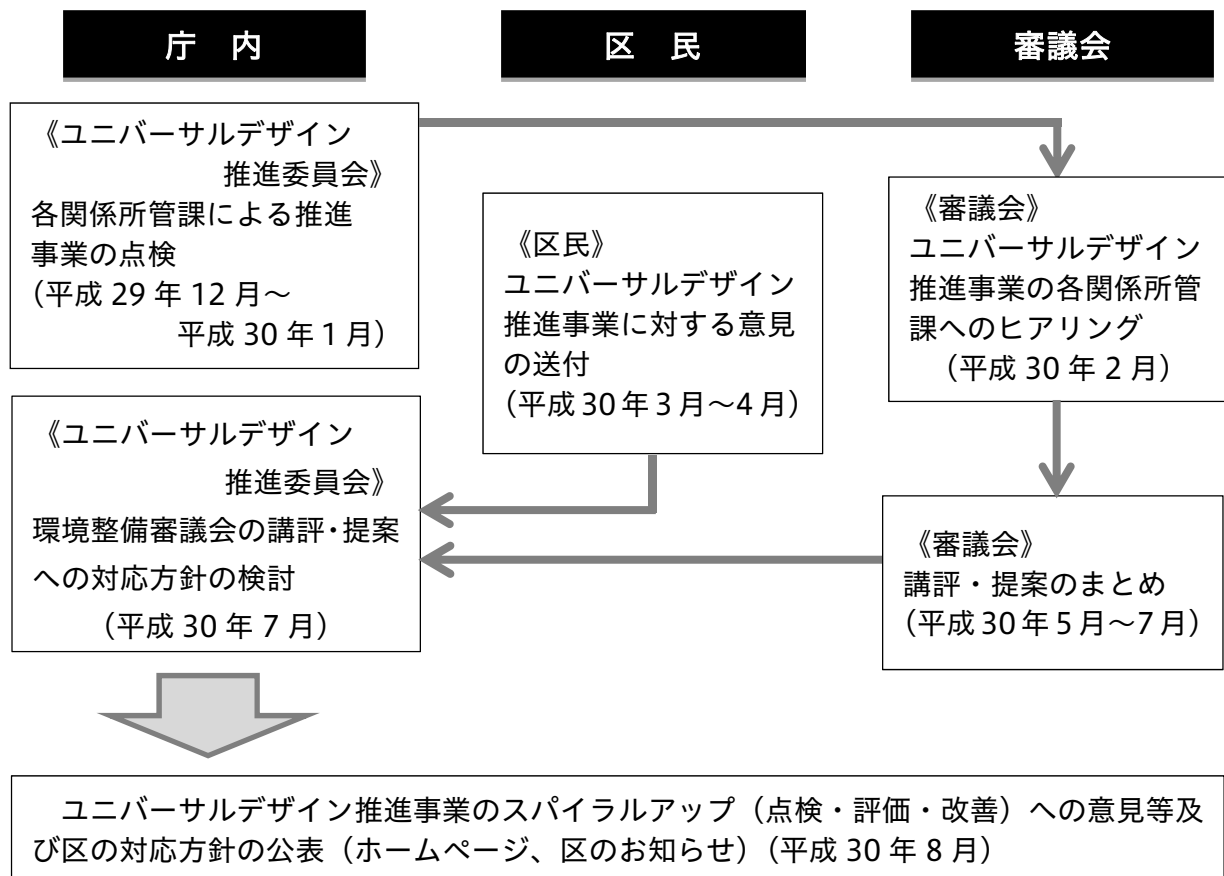 庁　内
区　民
審議会
《ユニバーサルデザイン
推進委員会》
各関係所管課による推進
事業の点検
(平成 29 年 12 月～
平成 30 年 1 月)
《区民》
ユニバーサルデザイン
推進事業に対する意見
の送付
(平成 30 年 3 月～4 月)
《審議会》
ユニバーサルデザイン
推進事業の各関係所管
課へのヒアリング
(平成 30 年 2 月)
《ユニバーサルデザイン
推進委員会》
環境整備審議会の講評・提案
への対応方針の検討
(平成 30 年 7 月)
《審議会》
講評・提案のまとめ
(平成 30 年 5 月～7 月)
ユニバーサルデザイン推進事業のスパイラルアップ（点検・評価・改善）への意見等及
び区の対応方針の公表（ホームページ、区のお知らせ）(平成 30 年 8 月)